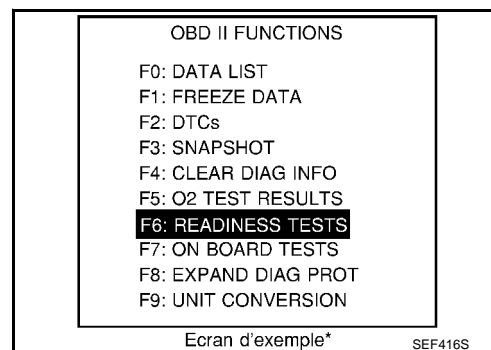 OBD II FUNCTIONS
F0: DATA LIST
F1: FREEZE DATA
F2: DTCs
F3: SNAPSHOT
F4: CLEAR DIAG INFO
F5: O2 TEST RESULTS
F6: READINESS TESTS
F7: ON BOARD TESTS
F8: EXPAND DIAG PROT
F9: UNIT CONVERSION
Ecran d'exemple*
SEF416S